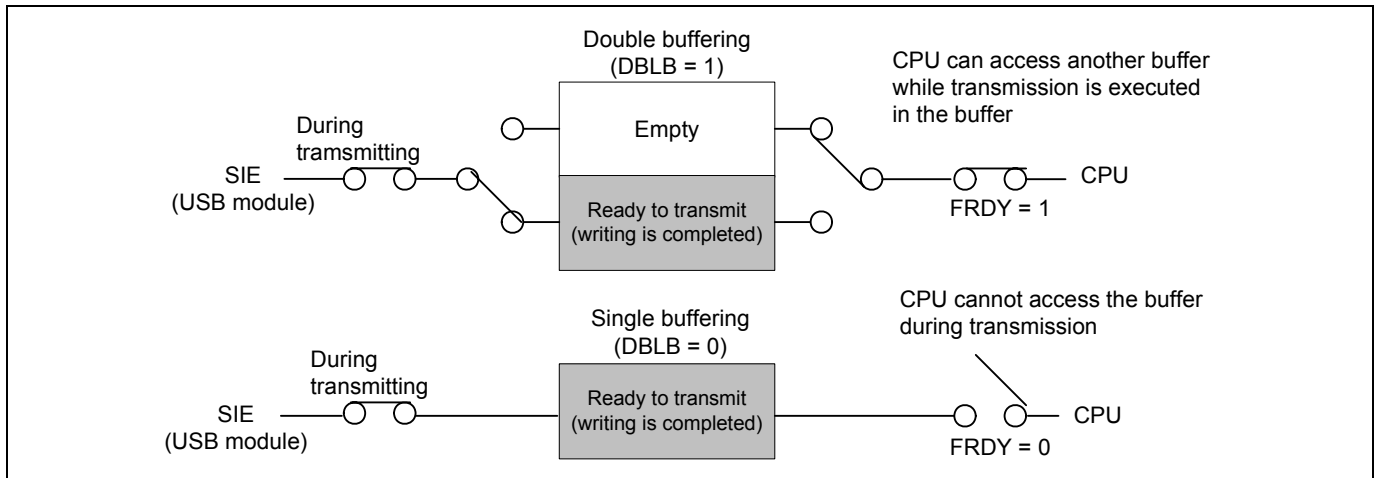 Double buffering
(DBLB = 1)
CPU can access another buffer
while transmission is executed
in the buffer
During
tramsmitting
Empty
SIE
(USB module)
CPU
FRDY = 1
Ready to transmit
(writing is completed)
Single buffering
(DBLB = 0)
CPU cannot access the buffer
during transmission
During
transmitting
SIE
(USB module)
Ready to transmit
(writing is completed)
CPU
FRDY = 0